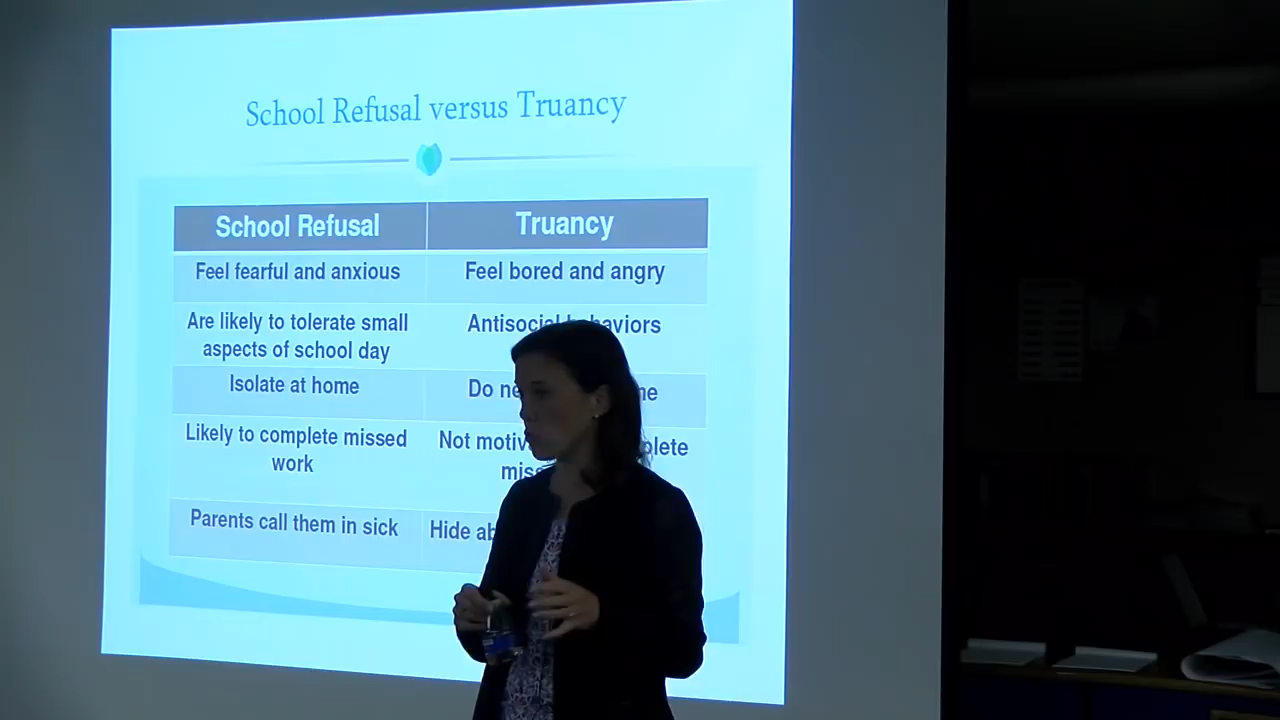 School Refusal versus Truancy
School Refusal Truancy
Feel fearful and anxious Feel bored and angry
Are likely to tolerate small
aspects of school day
Antisocial behaviors
Isolate at home
Do
Likely to complete missed
work
Not
Parents call them in sick
Hide